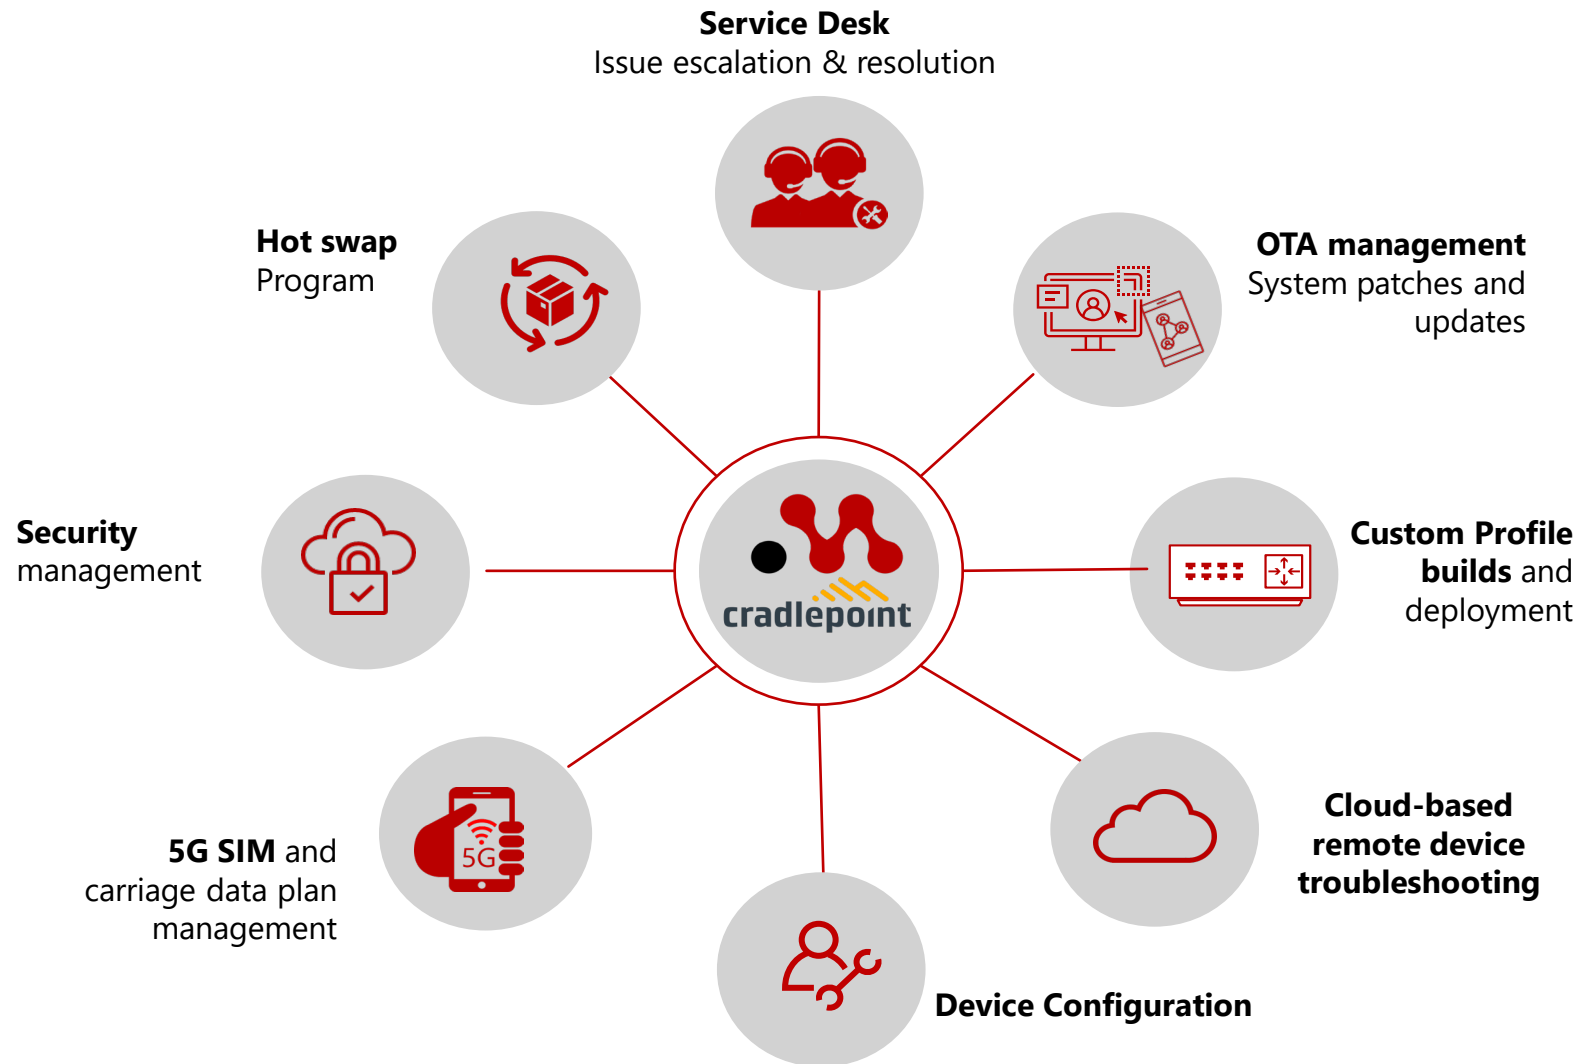 Service Desk
Issue escalation & resolution
Hot swap
Program
OTA management
System patches and
updates
Security
management
cradlepoint
Custom Profile
builds and
deployment
5G
5G SIM and
carriage data plan
management
Cloud-based
remote device
troubleshooting
Device Configuration